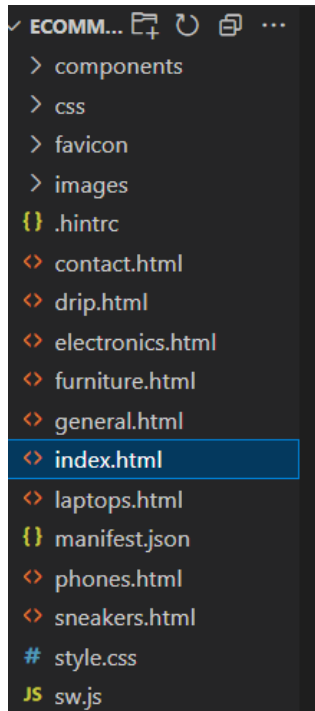 ECOMM...
components
css
favicon
images
{} .hintrc
<> contact.html
<> drip.html
<> electronics.html
<> furniture.html
<> general.html
<> index.html
<> laptops.html
{} manifest.json
<> phones.html
<> sneakers.html
# style.css
JS sw.js